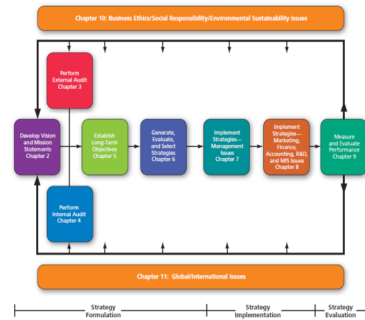 Chapter 10: Business Ethics/Social Responsibility/Environmental Sustainability Issues
Perform
External Audit
Chapter 3
Develop Vision
and Mission
Statements
Chapter 2
Establish
Long-Term
Objectives
Chapter 5
Generate,
Evaluate,
and Select
Strategies
Chapter 6
Implement
Strategies—
Management
Issues
Chapter 7
Implement
Strategies—
Marketing,
Finance,
Accounting, R&D,
and MIS Issues
Chapter 8
Measure
and Evaluate
Performance
Chapter 9
Perform
Internal Audit
Chapter 4
Chapter 11: Global/International Issues
Strategy
Formulation
Strategy
Implementation
Strategy
Evaluation